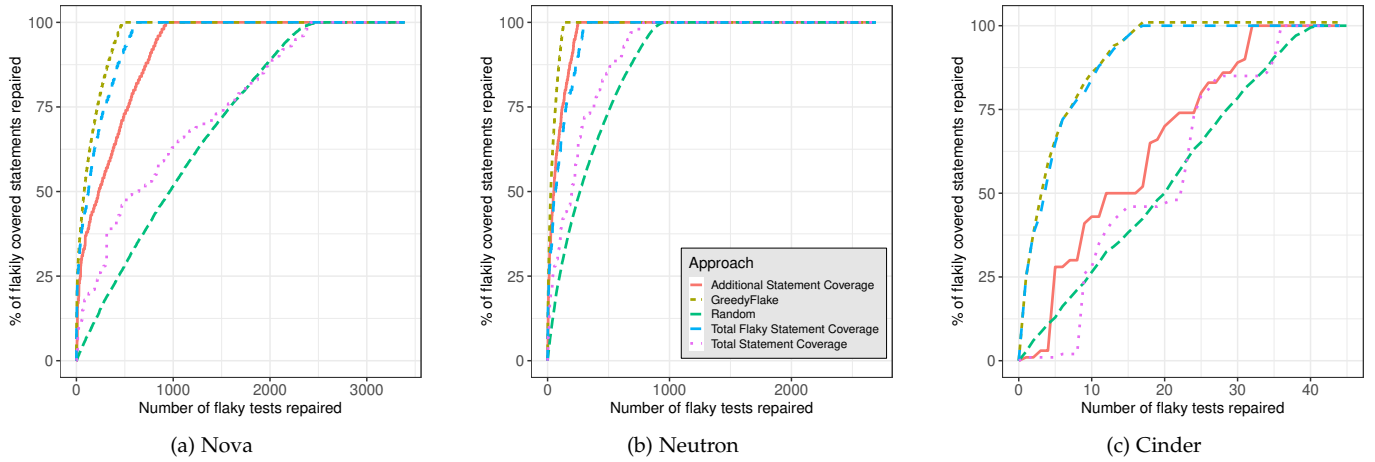 % of flakily covered statements repaired
100
75
50
25
0
0
1000
2000
3000
Number of flaky tests repaired
(a) Nova
% of flakily covered statements repaired
100
75
50
25
0
0
1000
2000
Number of flaky tests repaired
Approach
Additional Statement Coverage
GreedyFlake
Random
Total Flaky Statement Coverage
Total Statement Coverage
(b) Neutron
% of flakily covered statements repaired
100
75
50
25
0
0
10
20
30
40
Number of flaky tests repaired
(c) Cinder